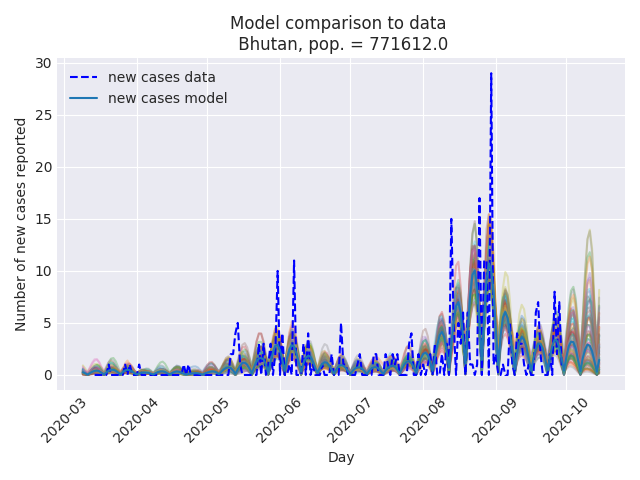 Model comparison to data
Bhutan, pop. = 771612.0
new cases data
new cases model
Number of new cases reported
30
25
20
15
10
5
0
2020-03
2020-04
2020-05
2020-06
2020-07
2020-08
2020-09
2020-10
Day